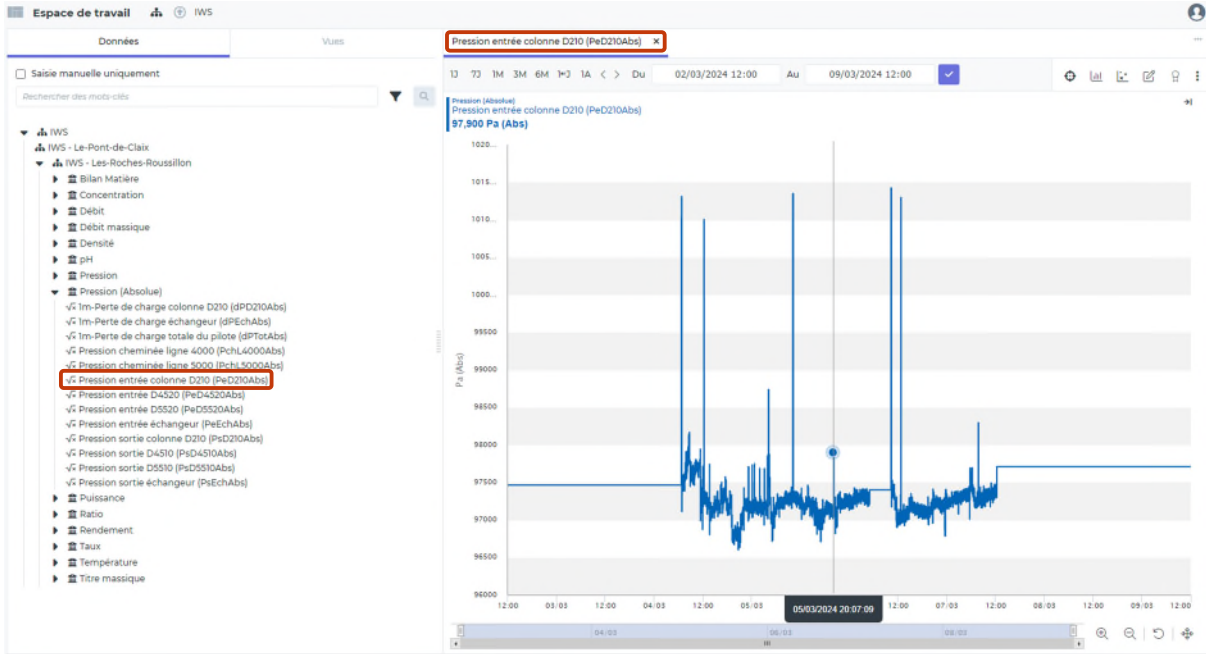 Espace de travail IWS
Données Vues
Saisie manuelle uniquement
Rechercher des mots-clés
IWS
IWS - Le-Pont-de-Claix
IWS - Les-Roches-Roussillon
Bilan Matière
Concentration
Débit
Débit massique
Densité
pH
Pression
Pression (Absolue)
1m-Perte de charge colonne D210 (dPD210Abs)
1m-Perte de charge échangeur (dPEchAbs)
1m-Perte de charge totale du pilote (dPTotAbs)
Pression cheminée ligne 4000 (PchL4000Abs)
Pression cheminée ligne 5000 (PchL5000Abs)
Pression entrée colonne D210 (PeD210Abs)
Pression entrée D4520 (PeD4520Abs)
Pression entrée D5520 (PeD5520Abs)
Pression entrée échangeur (PeEchAbs)
Pression sortie colonne D210 (PsD210Abs)
Pression sortie D4510 (PsD4510Abs)
Pression sortie D5510 (PsD5510Abs)
Pression sortie échangeur (PsEchAbs)
Puissance
Ratio
Rendement
Taux
Température
Titre massique
Pression entrée colonne D210 (PeD210Abs) ×
1J 7J 1M 3M 6M 1A < > Du 02/03/2024 12:00 Au 09/03/2024 12:00
Pression (Absolue)
Pression entrée colonne D210 (PeD210Abs)
97,900 Pa (Abs)
1020...
1015...
1010...
1005...
1000...
99500
99000
98500
98000
97500
97000
96500
96000
Pa (Abs)
12:00 03/03 12:00 04/03 12:00 05/03 05/03/2024 20:07:09 12:00 07/03 12:00 08/03 12:00 09/03 12:00
04/03 06/03 08/03